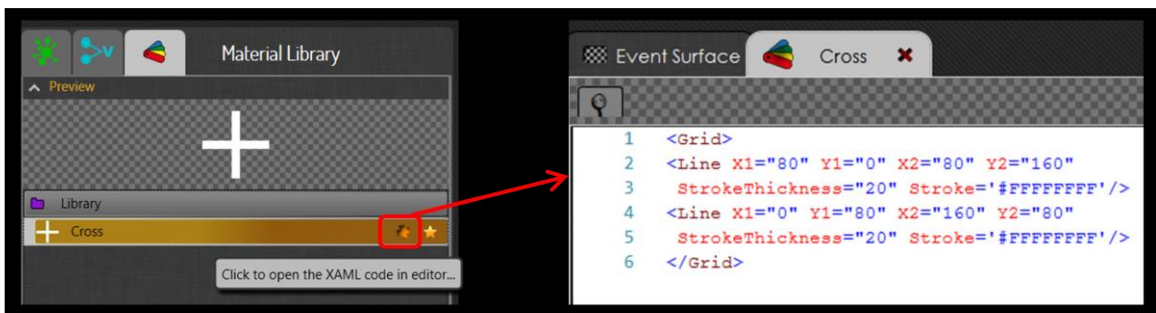 Material Library
Preview
Library
Cross
Click to open the XAML code in editor...
Event Surface
Cross
1 <Grid>
2 <Line X1="80" Y1="0" X2="80" Y2="160"
3 StrokeThickness="20" Stroke='#FFFFFFFF'/>
4 <Line X1="0" Y1="80" X2="160" Y2="80"
5 StrokeThickness="20" Stroke='#FFFFFFFF'/>
6 </Grid>